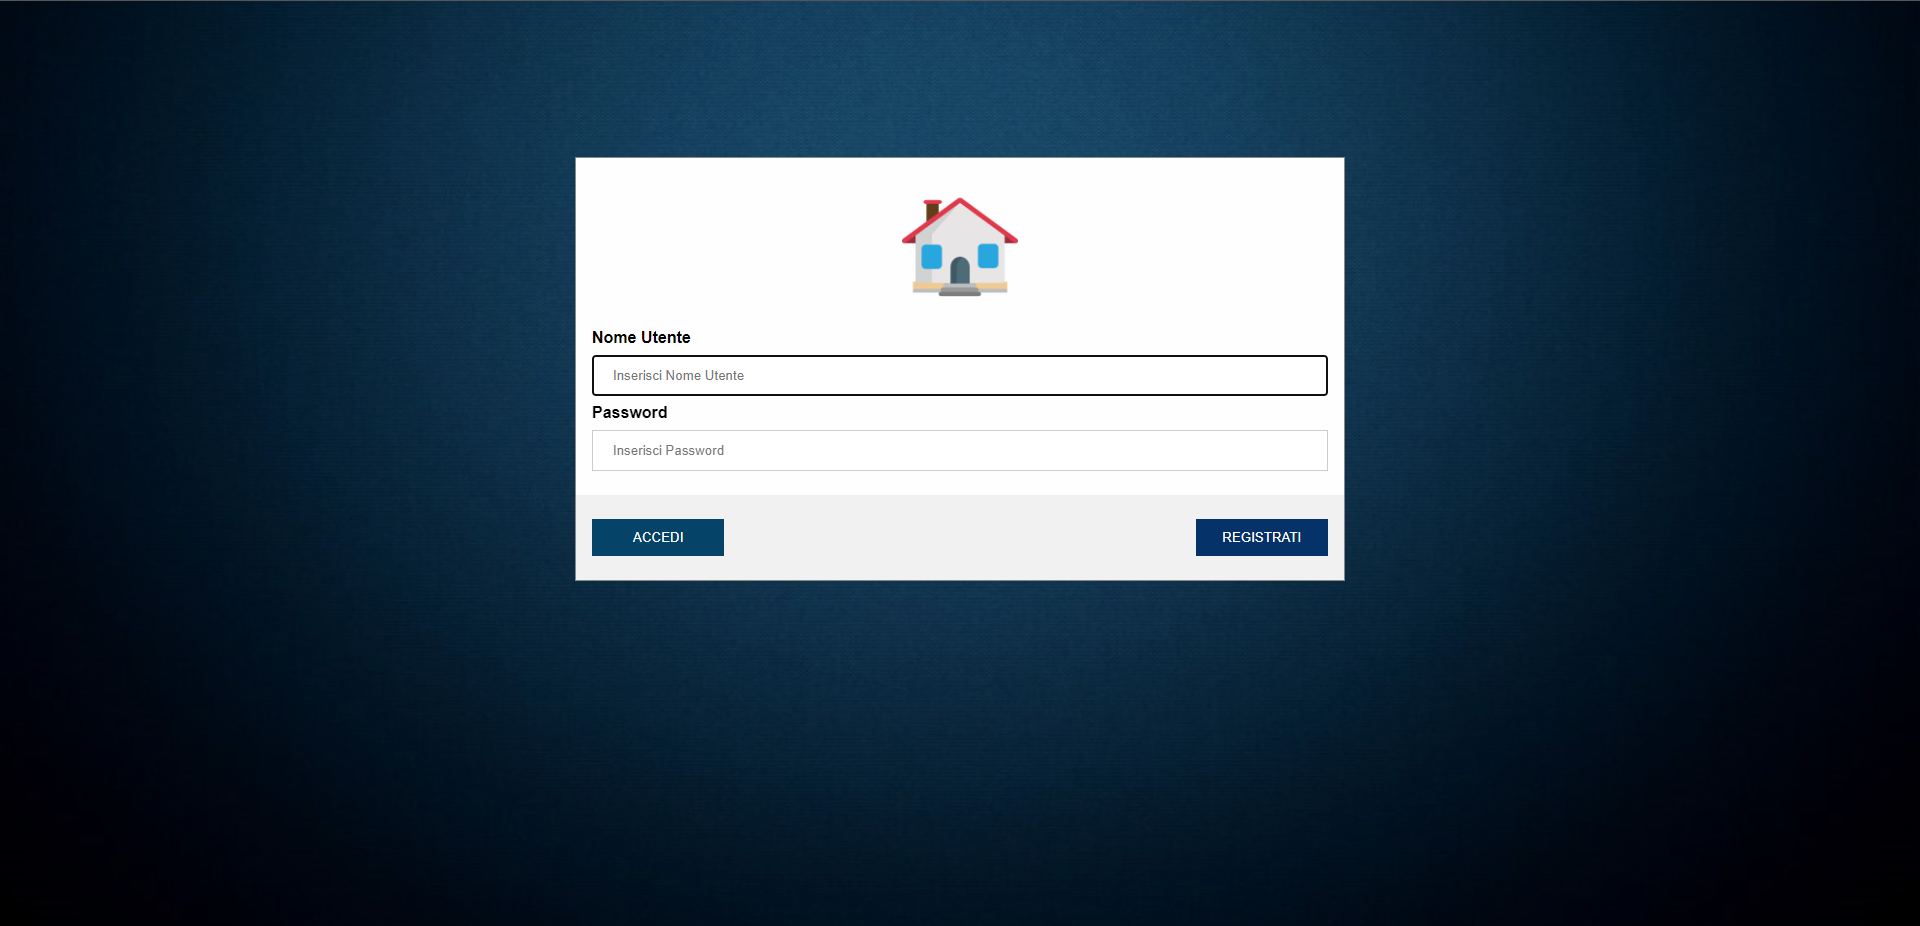 Nome Utente
Inserisci Nome Utente
Password
Inserisci Password
ACCEDI
REGISTRATI